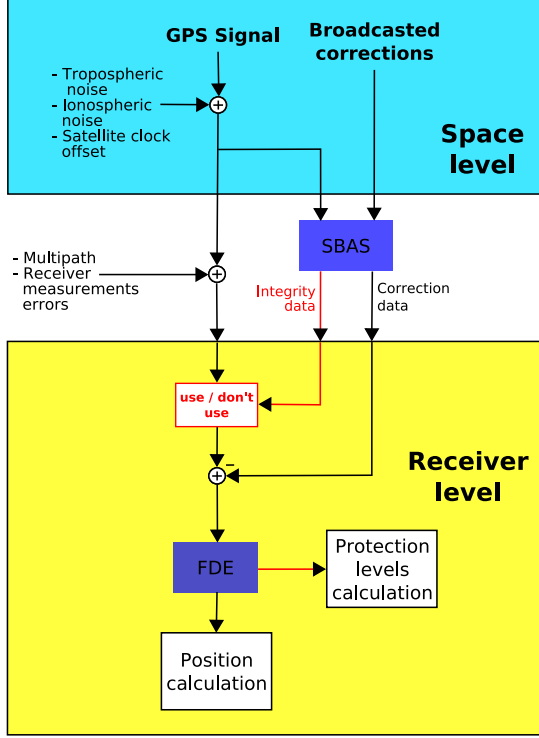 GPS Signal
Broadcasted
corrections
- Tropospheric
noise
- Ionospheric
noise
- Satellite clock
offset
+
Space
level
SBAS
- Multipath
- Receiver
measurements
errors
+
Integrity
data
Correction
data
use / don't
use
+
–
Receiver
level
FDE
Protection
levels
calculation
Position
calculation